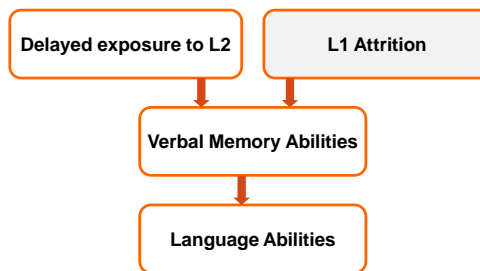 Delayed exposure to L2
L1 Attrition
Verbal Memory Abilities
Language Abilities